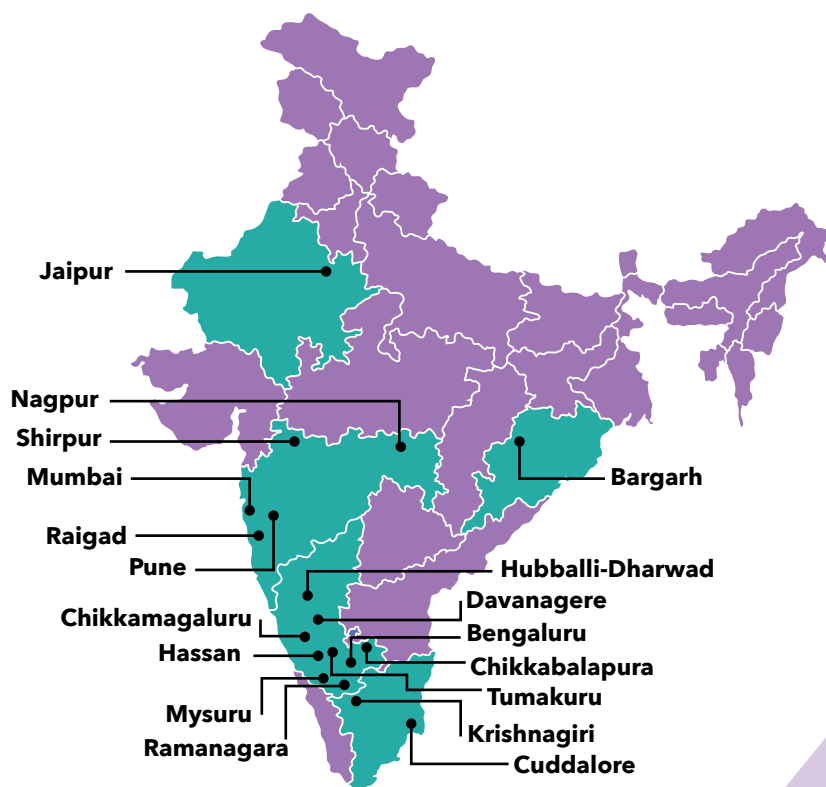 Jaipur
Nagpur
Shirpur
Mumbai
Bargarh
Raigad
Pune
Hubballi-Dharwad
Davanagere
Chikkamagaluru
Bengaluru
Hassan
Chikkabalapura
Tumakuru
Mysuru
Krishnagiri
Ramanagara
Cuddalore